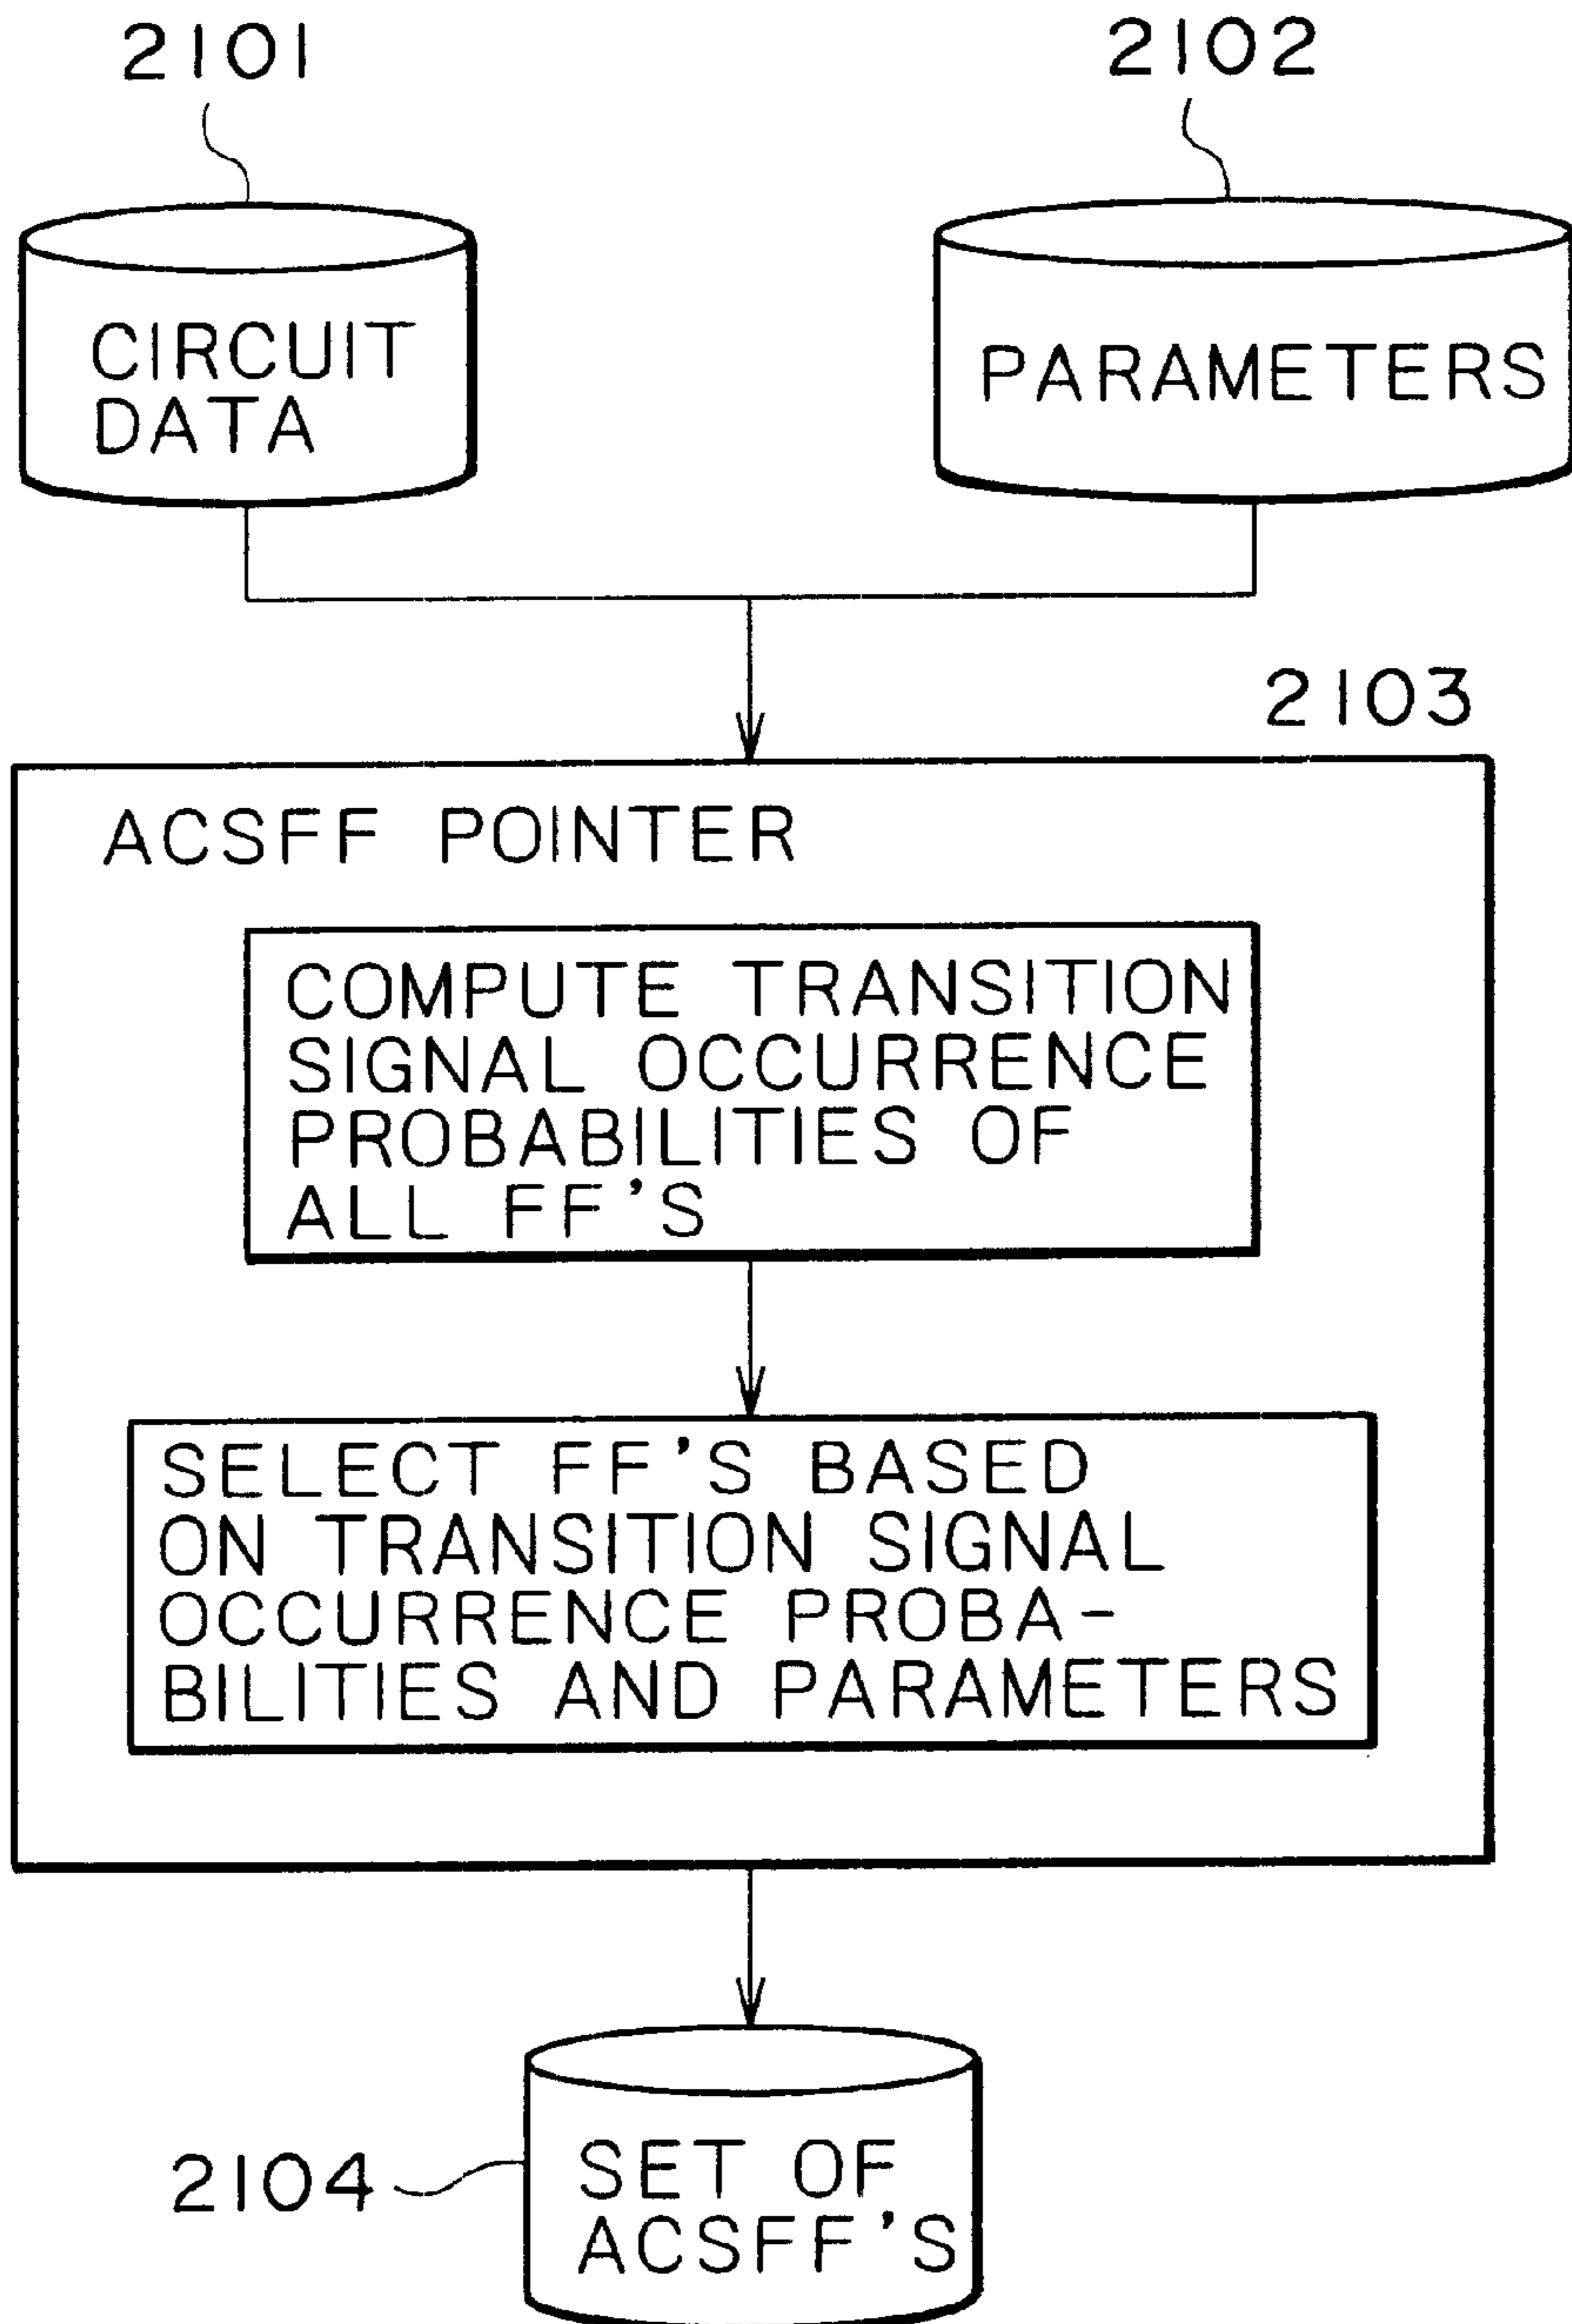 2101
2102
CIRCUIT
DATA
PARAMETERS
2103
ACSFF POINTER
COMPUTE TRANSITION
SIGNAL OCCURRENCE
PROBABILITIES OF
ALL FF'S
SELECT FF'S BASED
ON TRANSITION SIGNAL
OCCURRENCE PROBA-
BILITIES AND PARAMETERS
2104
SET OF
ACSFF'S